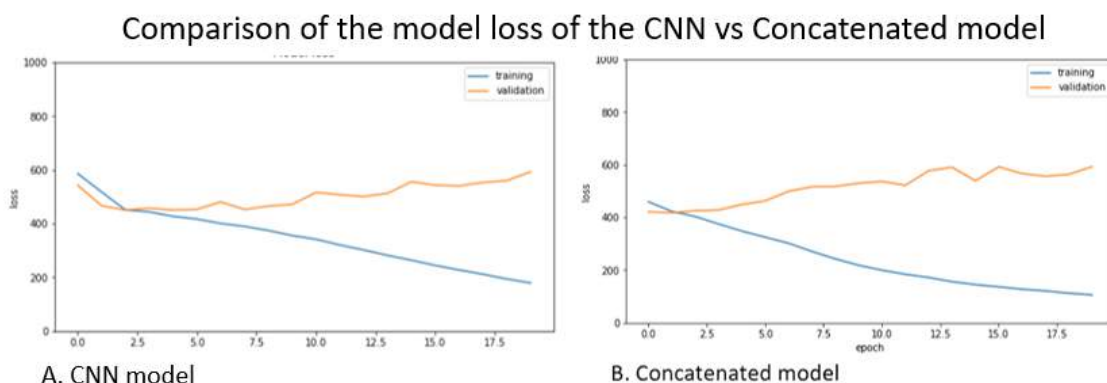 Comparison of the model loss of the CNN vs Concatenated model
1000
800
600
400
200
0
loss
training
validation
0.0 2.5 5.0 7.5 10.0 12.5 15.0 17.5
A. CNN model
1000
800
600
400
200
0
loss
training
validation
0.0 2.5 5.0 7.5 10.0 12.5 15.0 17.5
epoch
B. Concatenated model